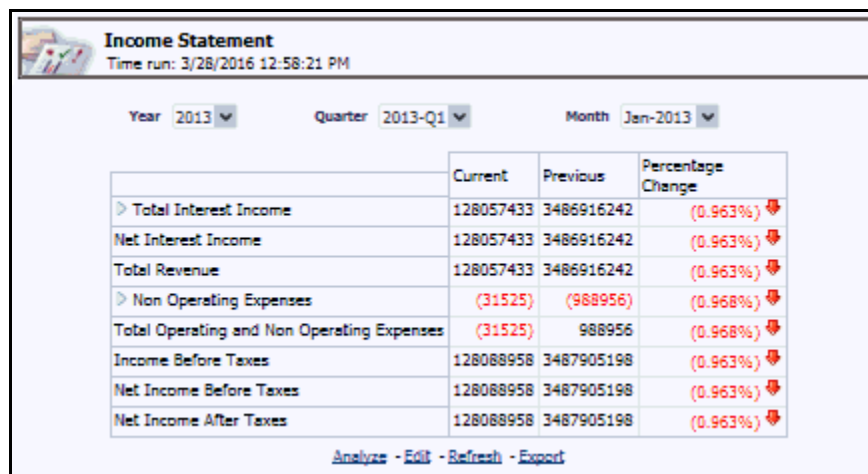 Income Statement
Time run: 3/28/2016 12:58:21 PM
Year 2013 Quarter 2013-Q1 Month Jan-2013
Current Previous Percentage Change
Total Interest Income 128057433 3486916242 (0.963%)
Net Interest Income 128057433 3486916242 (0.963%)
Total Revenue 128057433 3486916242 (0.963%)
Non Operating Expenses (31525) (988956) (0.968%)
Total Operating and Non Operating Expenses (31525) 988956 (0.968%)
Income Before Taxes 128088958 3487905198 (0.963%)
Net Income Before Taxes 128088958 3487905198 (0.963%)
Net Income After Taxes 128088958 3487905198 (0.963%)
Analyze - Edit - Refresh - Export